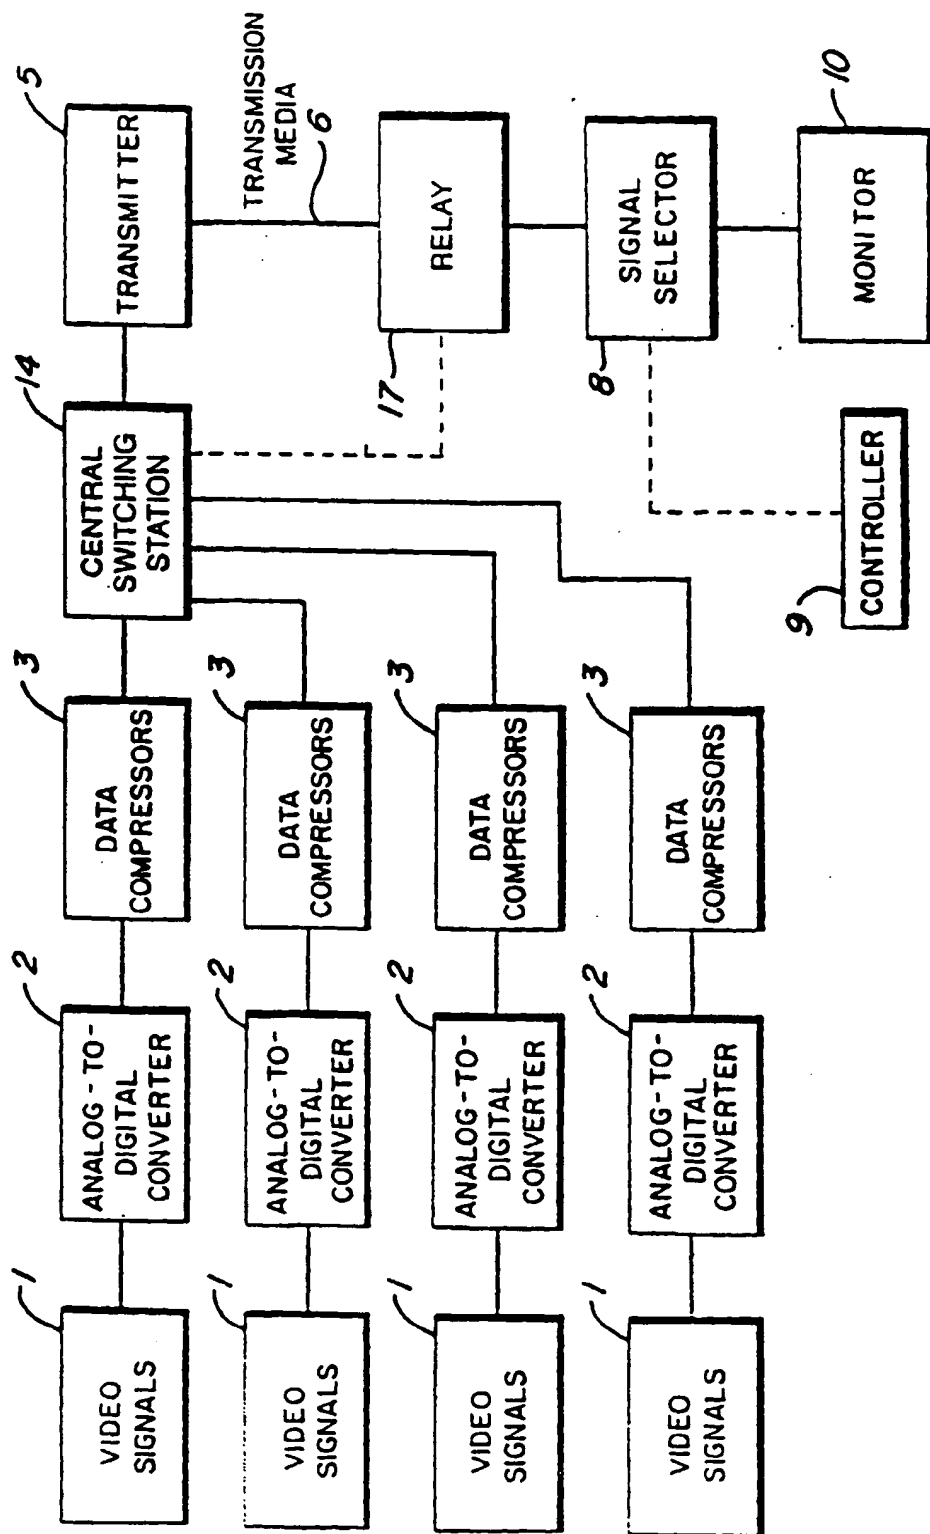 1
VIDEO
SIGNALS
2
ANALOG-TO-
DIGITAL
CONVERTER
3
DATA
COMPRESSORS
14
CENTRAL
SWITCHING
STATION
5
TRANSMITTER
1
VIDEO
SIGNALS
2
ANALOG-TO-
DIGITAL
CONVERTER
3
DATA
COMPRESSORS
TRANSMISSION
MEDIA
6
1
VIDEO
SIGNALS
2
ANALOG-TO-
DIGITAL
CONVERTER
3
DATA
COMPRESSORS
17
RELAY
1
VIDEO
SIGNALS
2
ANALOG-TO-
DIGITAL
CONVERTER
3
DATA
COMPRESSORS
8
SIGNAL
SELECTOR
9
CONTROLLER
10
MONITOR